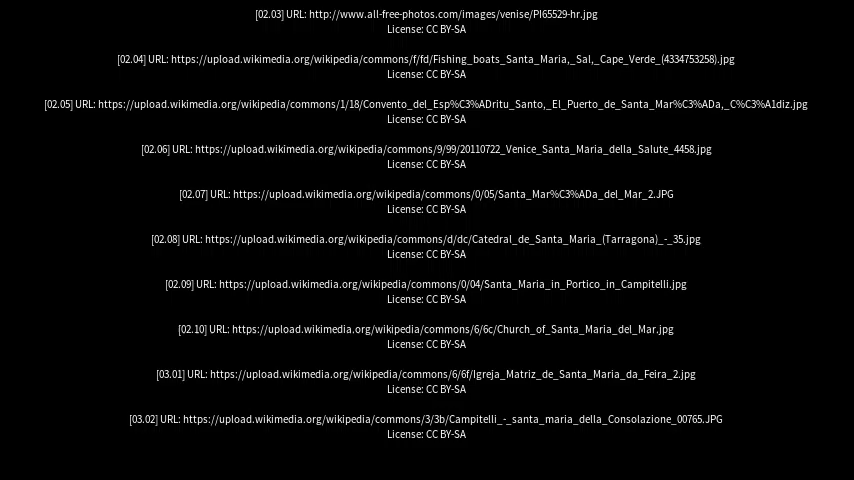 [02.03] URL: http://www.all-free-photos.com/images/venise/PI65529-hr.jpg
License: CC BY-SA
[02.04] URL: https://upload.wikimedia.org/wikipedia/commons/f/fd/Fishing_boats_Santa_Maria,_Sal,_Cape_Verde_(4334753258).jpg
License: CC BY-SA
[02.05] URL: https://upload.wikimedia.org/wikipedia/commons/1/18/Convento_del_Esp%C3%ADritu_Santo,_El_Puerto_de_Santa_Mar%C3%ADa,_C%C3%A1diz.jpg
License: CC BY-SA
[02.06] URL: https://upload.wikimedia.org/wikipedia/commons/9/99/20110722_Venice_Santa_Maria_della_Salute_4458.jpg
License: CC BY-SA
[02.07] URL: https://upload.wikimedia.org/wikipedia/commons/0/05/Santa_Mar%C3%ADa_del_Mar_2.JPG
License: CC BY-SA
[02.08] URL: https://upload.wikimedia.org/wikipedia/commons/d/dc/Catedral_de_Santa_Maria_(Tarragona)_-_35.jpg
License: CC BY-SA
[02.09] URL: https://upload.wikimedia.org/wikipedia/commons/0/04/Santa_Maria_in_Portico_in_Campitelli.jpg
License: CC BY-SA
[02.10] URL: https://upload.wikimedia.org/wikipedia/commons/6/6c/Church_of_Santa_Maria_del_Mar.jpg
License: CC BY-SA
[03.01] URL: https://upload.wikimedia.org/wikipedia/commons/6/6f/Igreja_Matriz_de_Santa_Maria_da_Feira_2.jpg
License: CC BY-SA
[03.02] URL: https://upload.wikimedia.org/wikipedia/commons/3/3b/Campitelli_-_santa_maria_della_Consolazione_00765.JPG
License: CC BY-SA